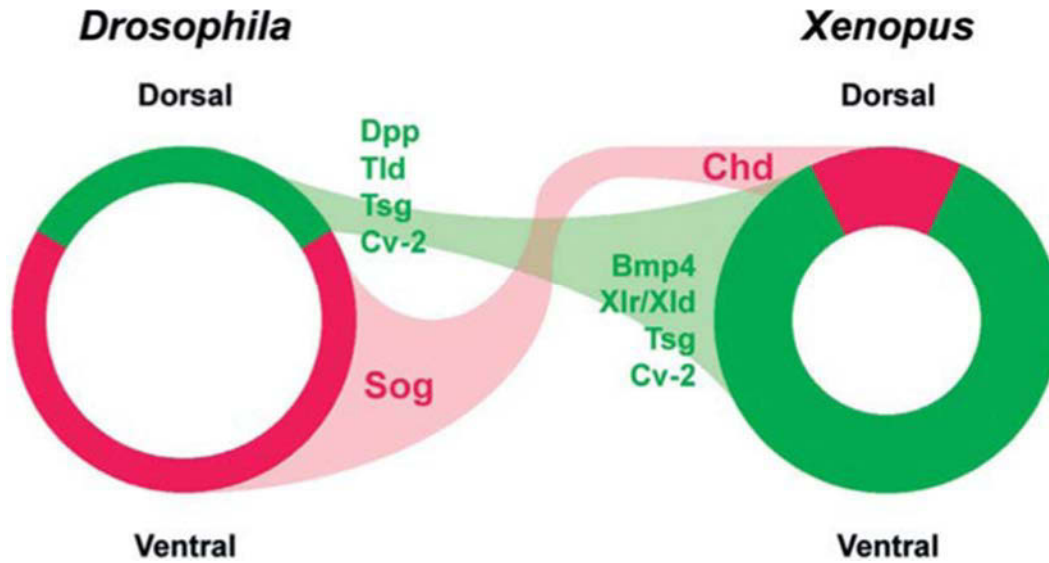 Drosophila
Xenopus
Dorsal
Dorsal
Dpp
Tld
Tsg
Cv-2
Chd
Bmp4
Xlr/Xld
Tsg
Cv-2
Sog
Ventral
Ventral